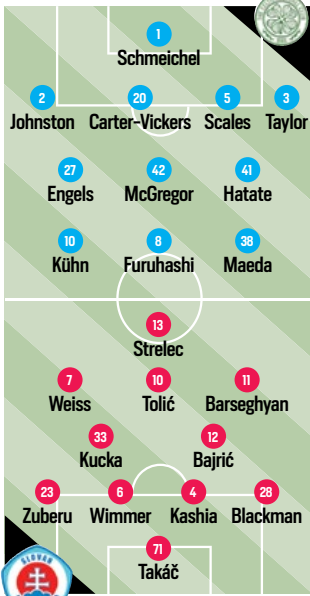 1
Schmeichel
2 20 5 3
Johnston Carter-Vickers Scales Taylor
27 42 41
Engels McGregor Hatate
10 8 38
Kühn Furuhashi Maeda
13
Strelec
7 10 11
Weiss Tolić Barseghyan
33 12
Kucka Bajrić
23 6 4 28
Zuberu Wimmer Kashia Blackman
71
Takáč
SLOVAN